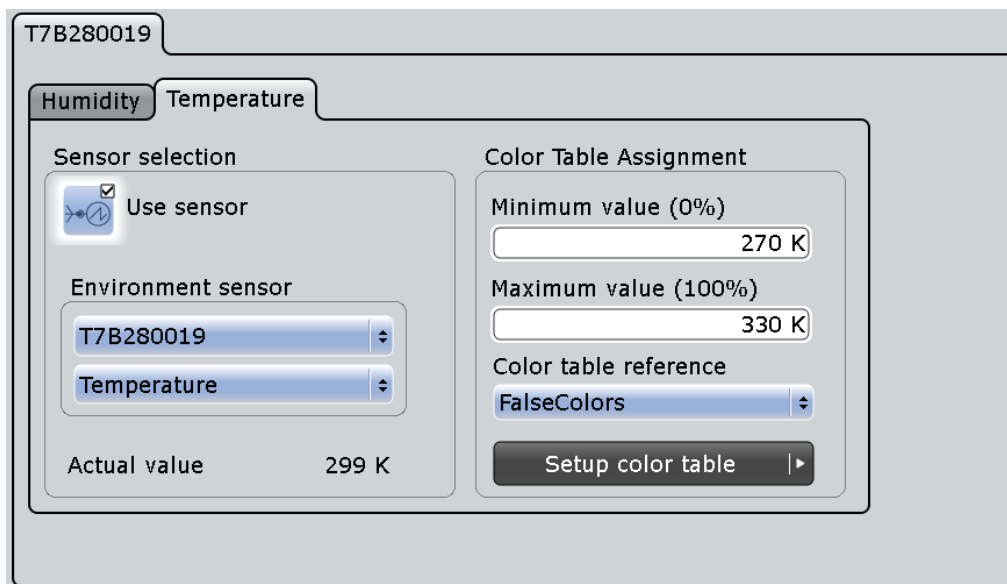 T7B280019
Humidity
Temperature
Sensor selection
Use sensor
Environment sensor
T7B280019
Temperature
Actual value 299 K
Color Table Assignment
Minimum value (0%)
270 K
Maximum value (100%)
330 K
Color table reference
FalseColors
Setup color table